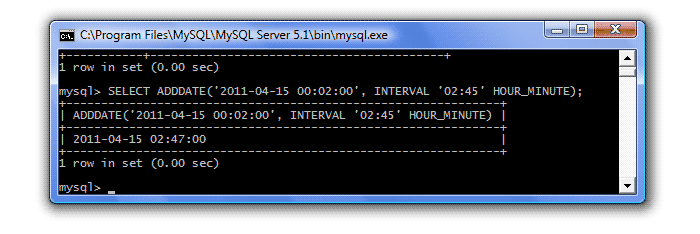 C:\Program Files\MySQL\MySQL Server 5.1\bin\mysql.exe
+-----------+------------------------------------------+
1 row in set (0.00 sec)
mysql> SELECT ADDDATE('2011-04-15 00:02:00', INTERVAL '02:45' HOUR_MINUTE);
+--------------------------------------------------------------+
| ADDDATE('2011-04-15 00:02:00', INTERVAL '02:45' HOUR_MINUTE) |
+--------------------------------------------------------------+
| 2011-04-15 02:47:00                                          |
+--------------------------------------------------------------+
1 row in set (0.00 sec)
mysql> _